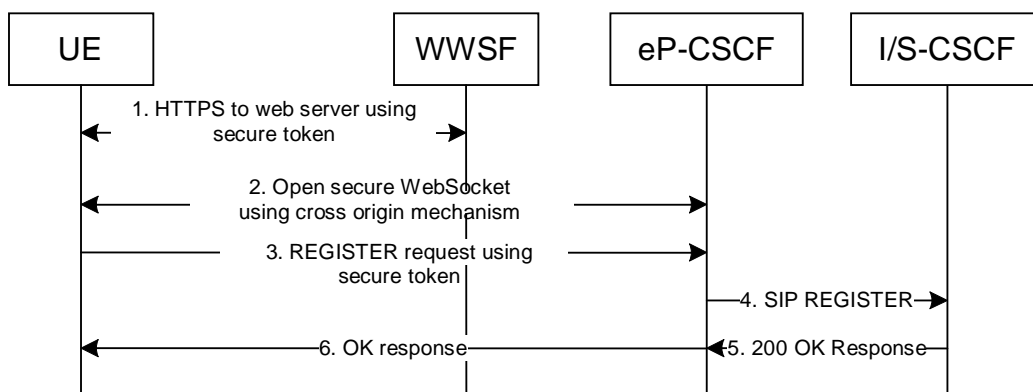 UE
WWSF
eP-CSCF
I/S-CSCF
1. HTTPS to web server using
secure token
2. Open secure WebSocket
using cross origin mechanism
3. REGISTER request using
secure token
4. SIP REGISTER
6. OK response
5. 200 OK Response